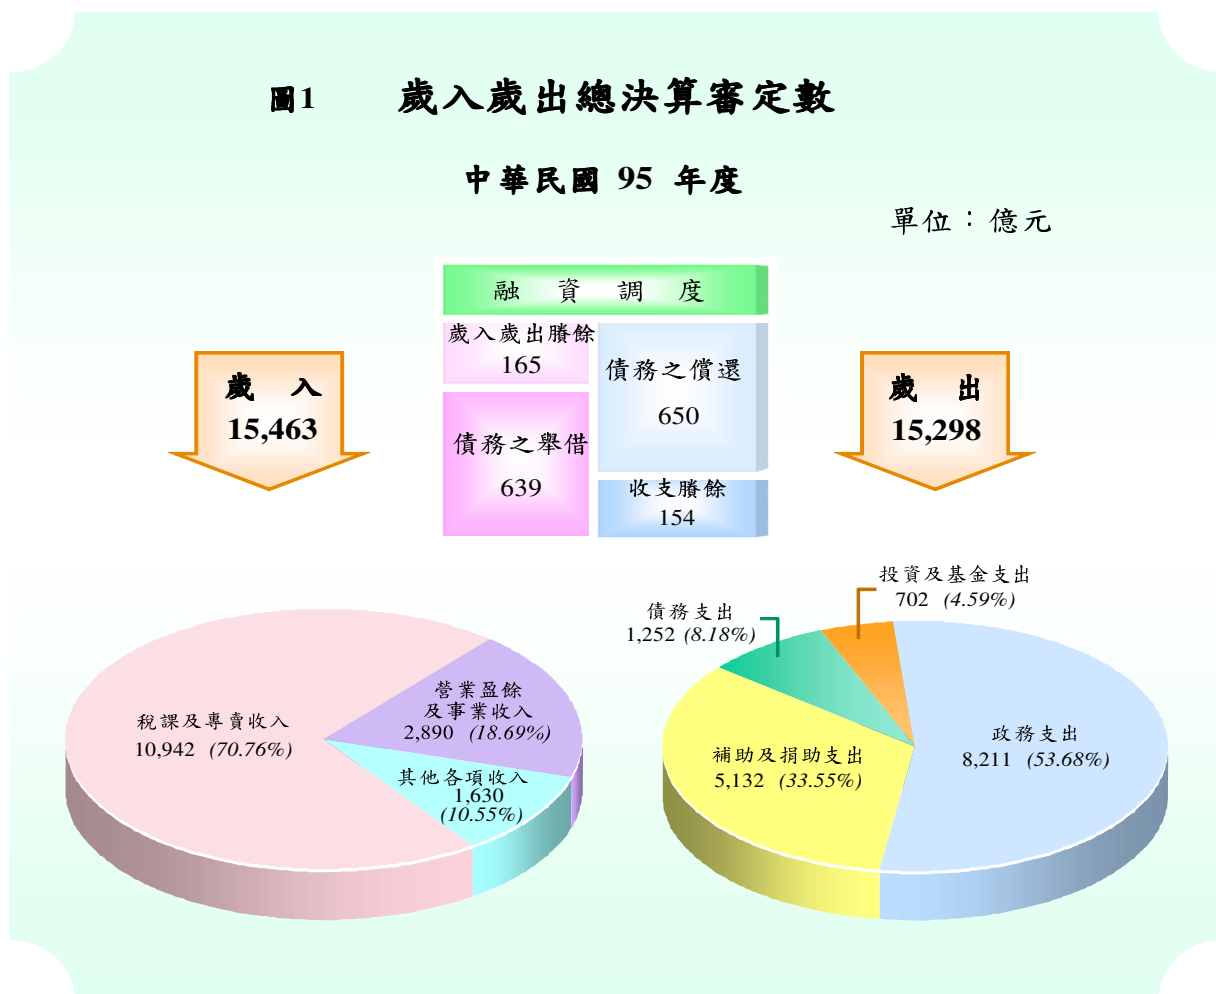 圖1 歲入歲出總決算審定數
中華民國 95 年度
單位：億元
融 資 調 度
歲入歲出賸餘
165
債務之償還
650
債務之舉借
639
收支賸餘
154
歲 入
15,463
歲 出
15,298
稅課及專賣收入
10,942 (70.76%)
營業盈餘
及事業收入
2,890 (18.69%)
其他各項收入
1,630
(10.55%)
投資及基金支出
702 (4.59%)
債務支出
1,252 (8.18%)
補助及捐助支出
5,132 (33.55%)
政務支出
8,211 (53.68%)